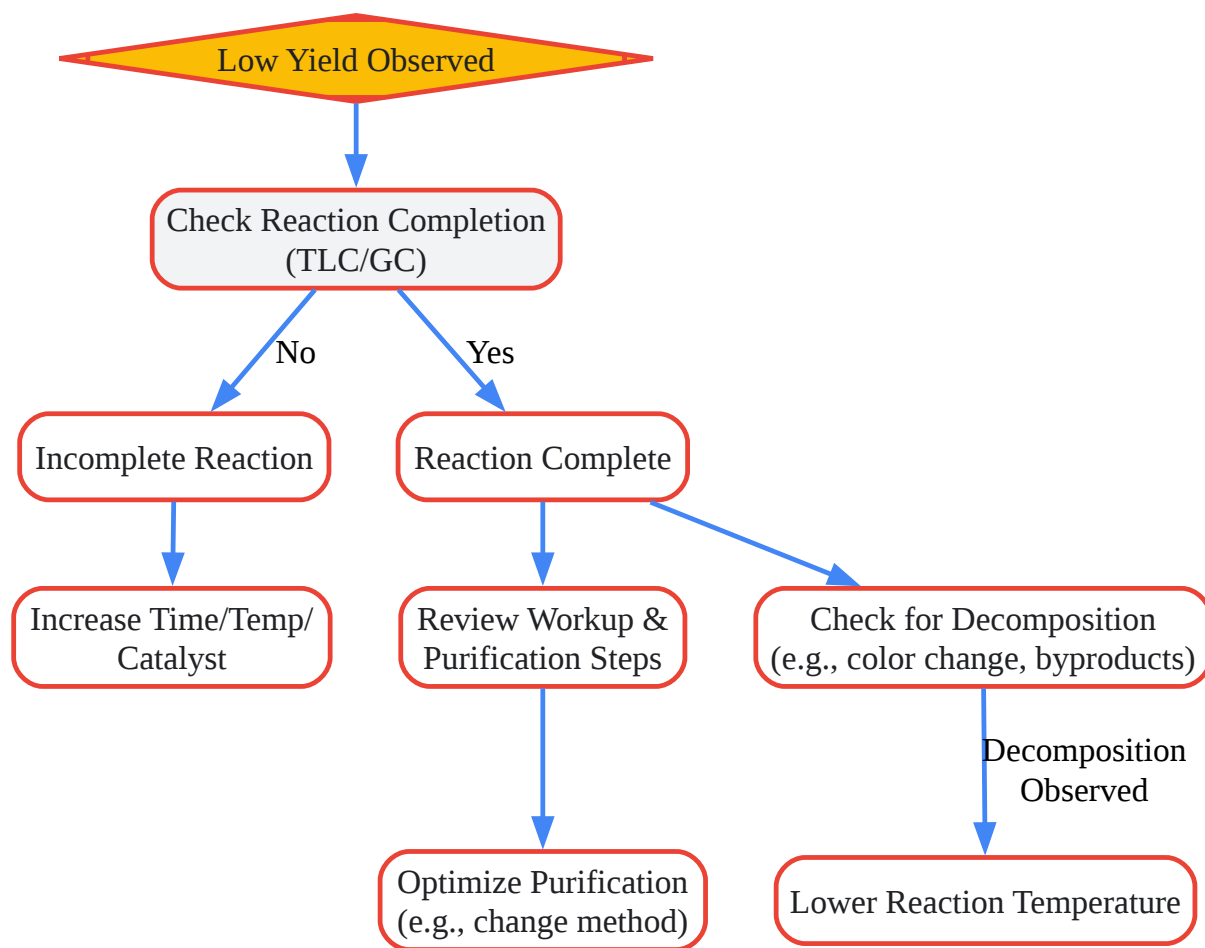 Low Yield Observed
Check Reaction Completion
(TLC/GC)
No
Yes
Incomplete Reaction
Reaction Complete
Increase Time/Temp/
Catalyst
Review Workup &
Purification Steps
Check for Decomposition
(e.g., color change, byproducts)
Decomposition
Observed
Optimize Purification
(e.g., change method)
Lower Reaction Temperature